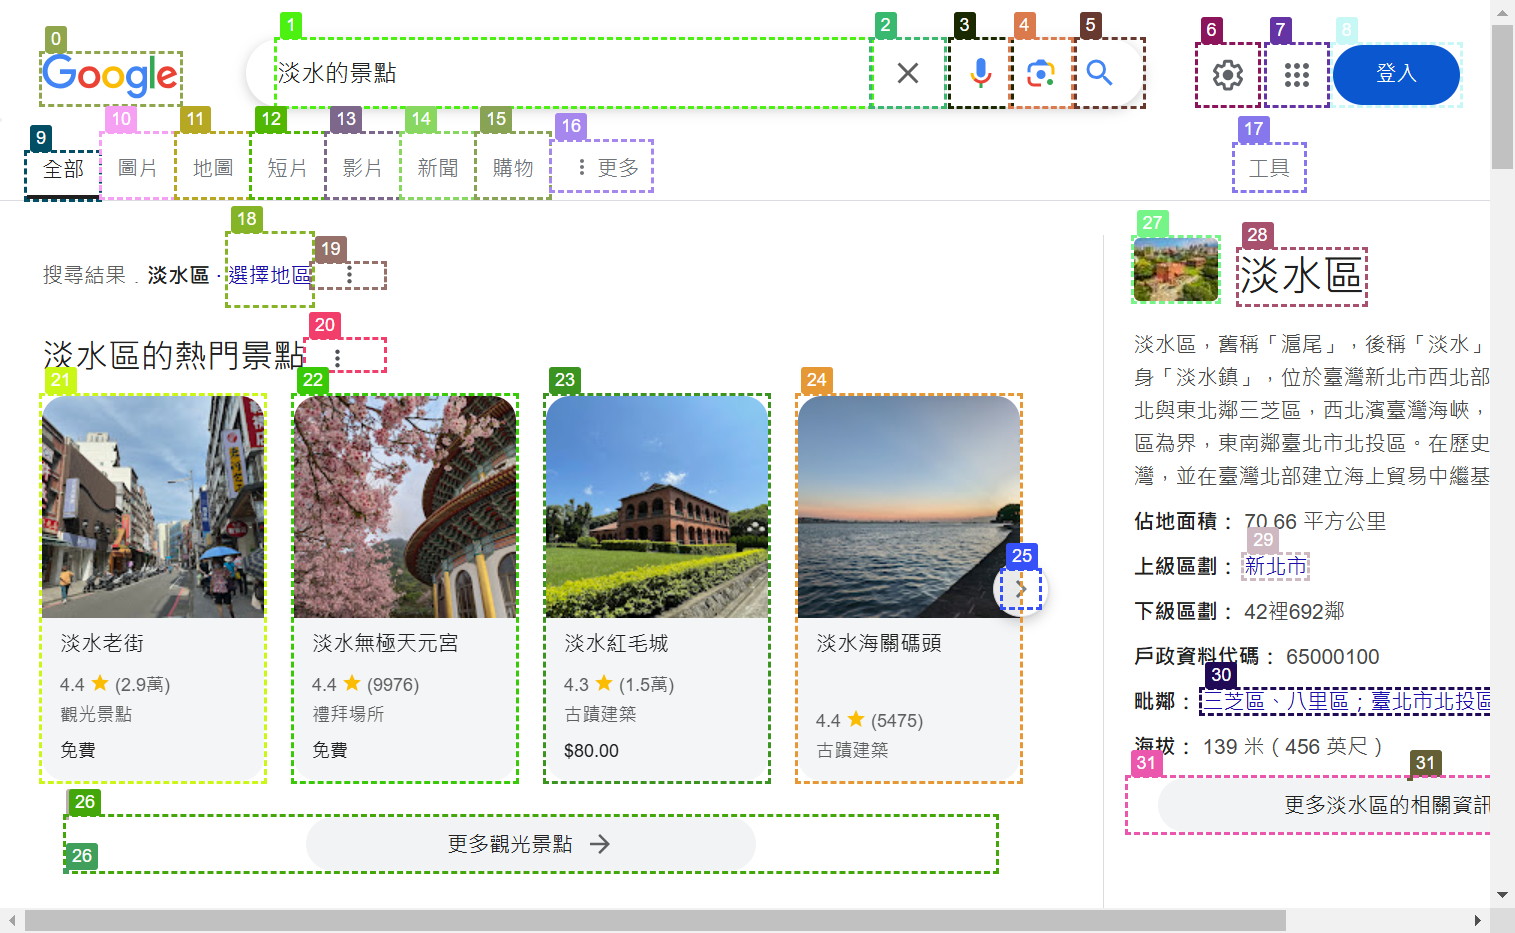 0
1
2
3
4
5
6
7
8
Google
淡水的景點
登入
9
10
11
12
13
14
15
16
17
全部
圖片
地圖
短片
影片
新聞
購物
更多
工具
18
19
搜尋結果．淡水區 · 選擇地區
20
淡水區的熱門景點
21
22
23
24
25
淡水老街
4.4 ★ (2.9萬)
觀光景點
免費
淡水無極天元宮
4.4 ★ (9976)
禮拜場所
免費
淡水紅毛城
4.3 ★ (1.5萬)
古蹟建築
$80.00
淡水海關碼頭
4.4 ★ (5475)
古蹟建築
26
26
更多觀光景點 →
27
28
淡水區
淡水區，舊稱「滬尾」，後稱「淡水」
身「淡水鎮」，位於臺灣新北市西北部
北與東北鄰三芝區，西北濱臺灣海峽，
區為界，東南鄰臺北市北投區。在歷史
灣，並在臺灣北部建立海上貿易中繼基
佔地面積： 70.66 平方公里
29
上級區劃： 新北市
下級區劃： 42裡692鄰
戶政資料代碼： 65000100
30
毗鄰： 三芝區、八里區；臺北市北投區
海拔： 139 米（456 英尺）
31
31
更多淡水區的相關資訊